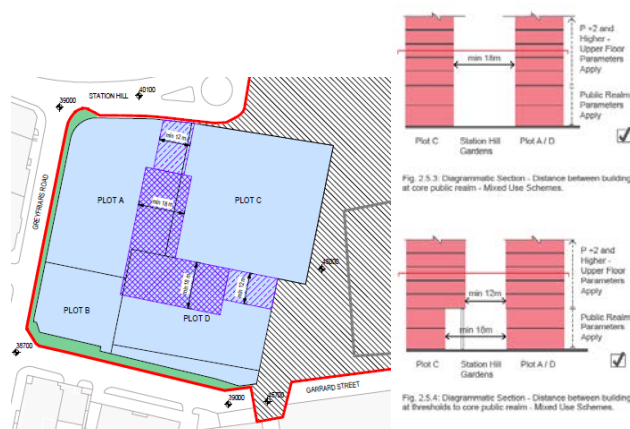 STATION HILL
40100
39000
GREYFRIARS ROAD
min 12m
PLOT A
PLOT C
min 18m
46200
min 18m
min 12m
PLOT B
PLOT D
38700
39000
45700
GARRARD STREET
P +2 and
Higher -
Upper Floor
Parameters
Apply
min 18m
Public Realm
Parameters
Apply
Plot C
Station Hill
Gardens
Plot A / D
Fig. 2.5.3: Diagrammatic Section - Distance between building
at core public realm - Mixed Use Schemes.
P +2 and
Higher -
Upper Floor
Parameters
Apply
min 12m
Public Realm
Parameters
Apply
min 18m
Plot C
Station Hill
Gardens
Plot A / D
Fig. 2.5.4: Diagrammatic Section - Distance between building
at thresholds to core public realm - Mixed Use Schemes.